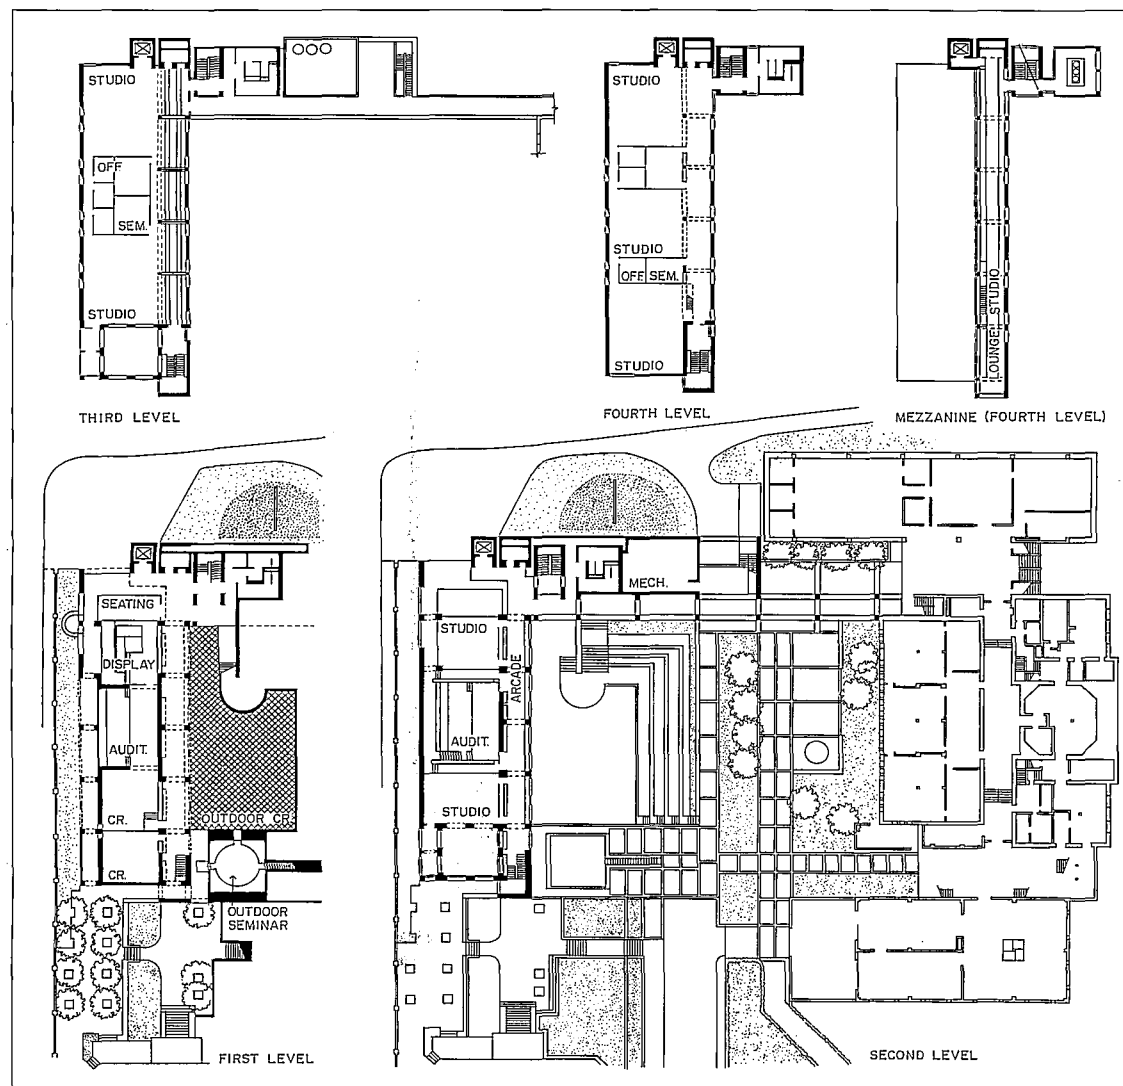 STUDIO
OFF.
SEM.
STUDIO
THIRD LEVEL
STUDIO
STUDIO
OFF. SEM.
STUDIO
FOURTH LEVEL
LOUNGE STUDIO
MEZZANINE (FOURTH LEVEL)
SEATING
DISPLAY
AUDIT.
CR.
OUTDOOR CR.
CR.
OUTDOOR
SEMINAR
FIRST LEVEL
MECH.
STUDIO
ARCADE
AUDIT.
STUDIO
SECOND LEVEL